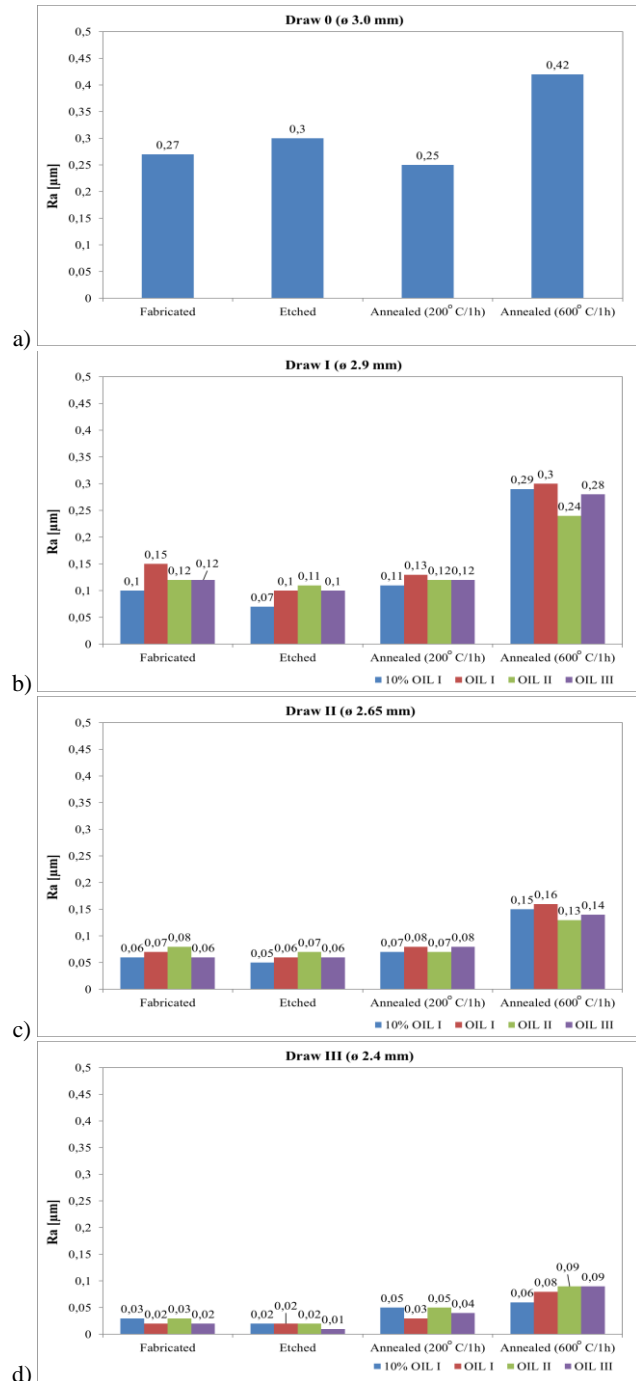 Draw 0 (ø 3.0 mm)
Ra [µm]
0,5
0,45
0,4
0,35
0,3
0,25
0,2
0,15
0,1
0,05
0
0,27
0,3
0,25
0,42
Fabricated Etched Annealed (200° C/1h) Annealed (600° C/1h)
a)
Draw I (ø 2.9 mm)
Ra [µm]
0,5
0,45
0,4
0,35
0,3
0,25
0,2
0,15
0,1
0,05
0
0,1 0,15 0,12 0,12
0,07 0,1 0,11 0,1
0,11 0,13 0,12 0,12
0,29 0,3 0,24 0,28
Fabricated Etched Annealed (200° C/1h) Annealed (600° C/1h)
10% OIL I OIL I OIL II OIL III
b)
Draw II (ø 2.65 mm)
Ra [µm]
0,5
0,45
0,4
0,35
0,3
0,25
0,2
0,15
0,1
0,05
0
0,06 0,07 0,08 0,06
0,05 0,06 0,07 0,06
0,07 0,08 0,07 0,08
0,15 0,16 0,13 0,14
Fabricated Etched Annealed (200° C/1h) Annealed (600° C/1h)
10% OIL I OIL I OIL II OIL III
c)
Draw III (ø 2.4 mm)
Ra [µm]
0,5
0,45
0,4
0,35
0,3
0,25
0,2
0,15
0,1
0,05
0
0,03 0,02 0,03 0,02
0,02 0,02 0,02 0,01
0,05 0,03 0,05 0,04
0,06 0,08 0,09 0,09
Fabricated Etched Annealed (200° C/1h) Annealed (600° C/1h)
10% OIL I OIL I OIL II OIL III
d)